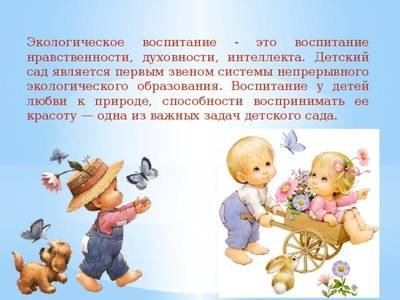 Экологическое воспитание - это воспитание
нравственности, духовности, интеллекта. Детский
сад является первым звеном системы непрерывного
экологического образования. Воспитание у детей
любви к природе, способности воспринимать ее
красоту — одна из важных задач детского сада.